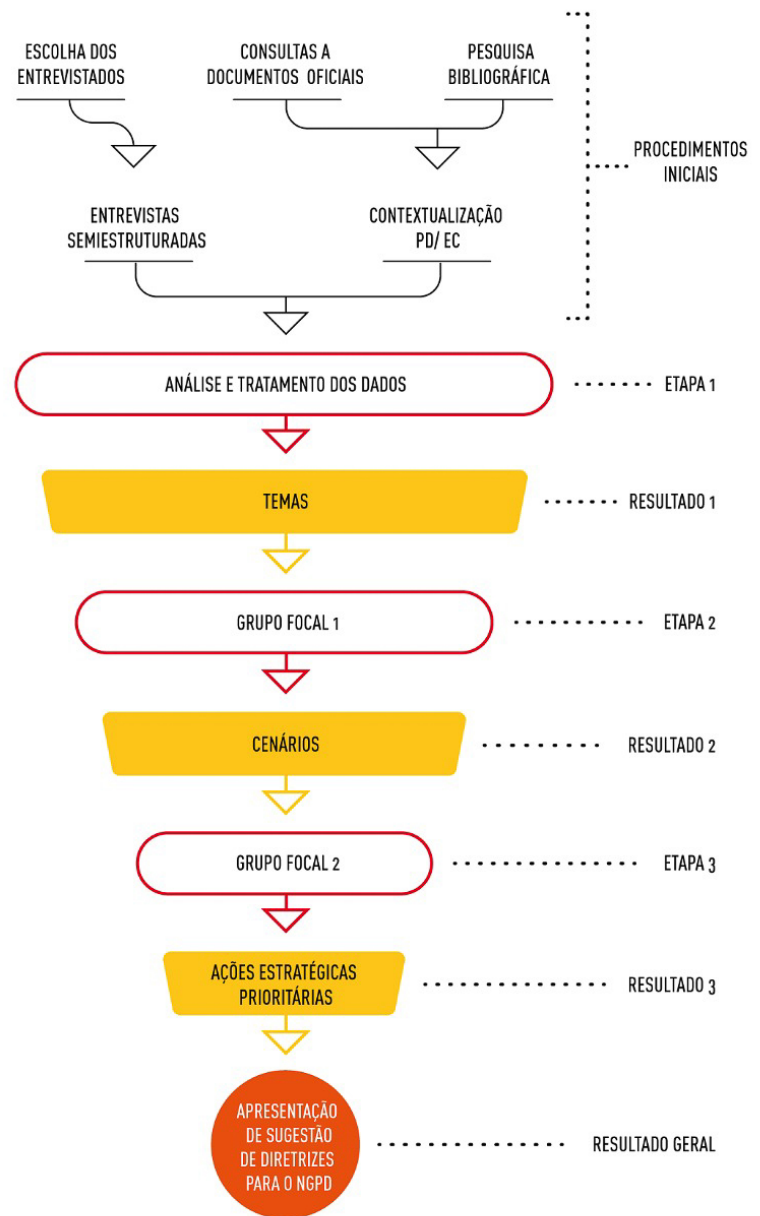 ESCOLHA DOS
ENTREVISTADOS
CONSULTAS A
DOCUMENTOS OFICIAIS
PESQUISA
BIBLIOGRÁFICA
PROCEDIMENTOS
INICIAIS
ENTREVISTAS
SEMIESTRUTURADAS
CONTEXTUALIZAÇÃO
PD/ EC
ANÁLISE E TRATAMENTO DOS DADOS
ETAPA 1
TEMAS
RESULTADO 1
GRUPO FOCAL 1
ETAPA 2
CENÁRIOS
RESULTADO 2
GRUPO FOCAL 2
ETAPA 3
AÇÕES ESTRATÉGICAS
PRIORITÁRIAS
RESULTADO 3
APRESENTAÇÃO
DE SUGESTÃO
DE DIRETRIZES
PARA O NGPD
RESULTADO GERAL